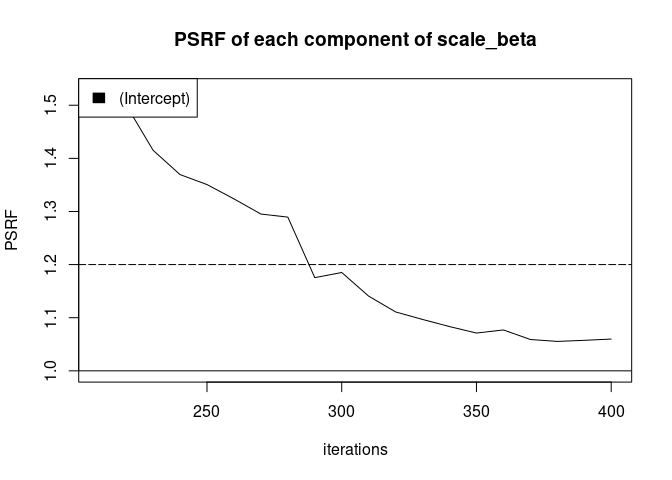 PSRF of each component of scale_beta
(Intercept)
1.5
1.4
1.3
1.2
1.1
1.0
PSRF
250 300 350 400
iterations